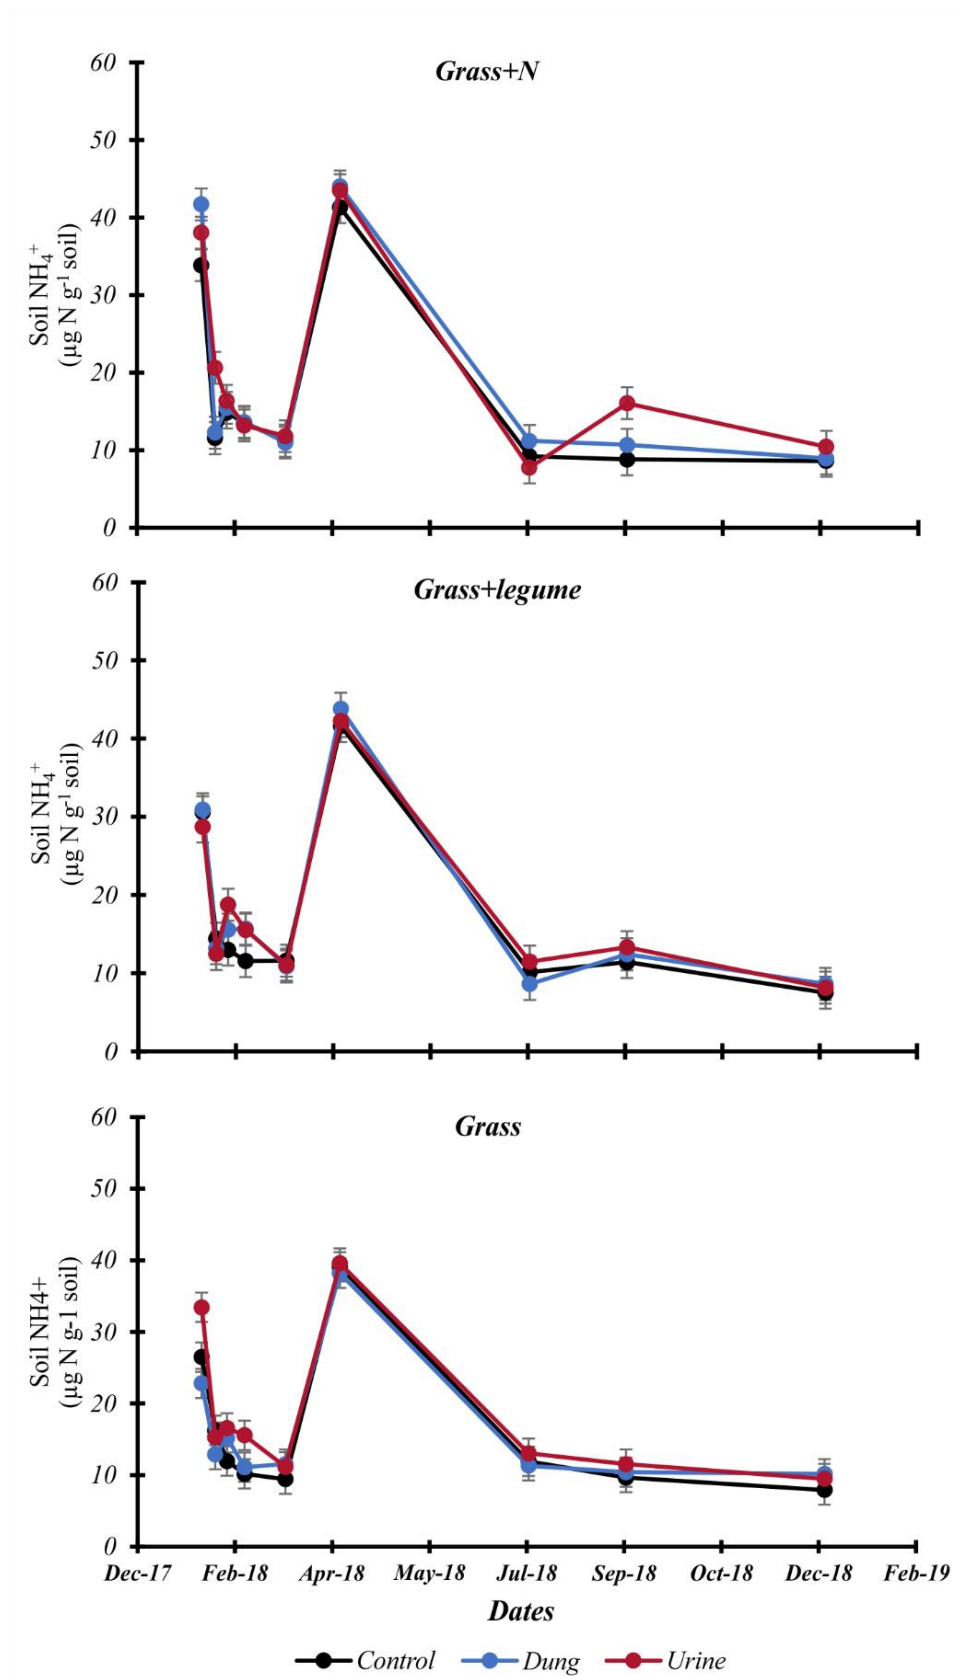 Grass+N
60
50
40
30
20
10
0
Soil NH₄⁺
(µg N g⁻¹ soil)
Grass+legume
60
50
40
30
20
10
0
Soil NH₄⁺
(µg N g⁻¹ soil)
Grass
60
50
40
30
20
10
0
Soil NH4+
(µg N g-1 soil)
Dec-17 Feb-18 Apr-18 May-18 Jul-18 Sep-18 Oct-18 Dec-18 Feb-19
Dates
Control Dung Urine